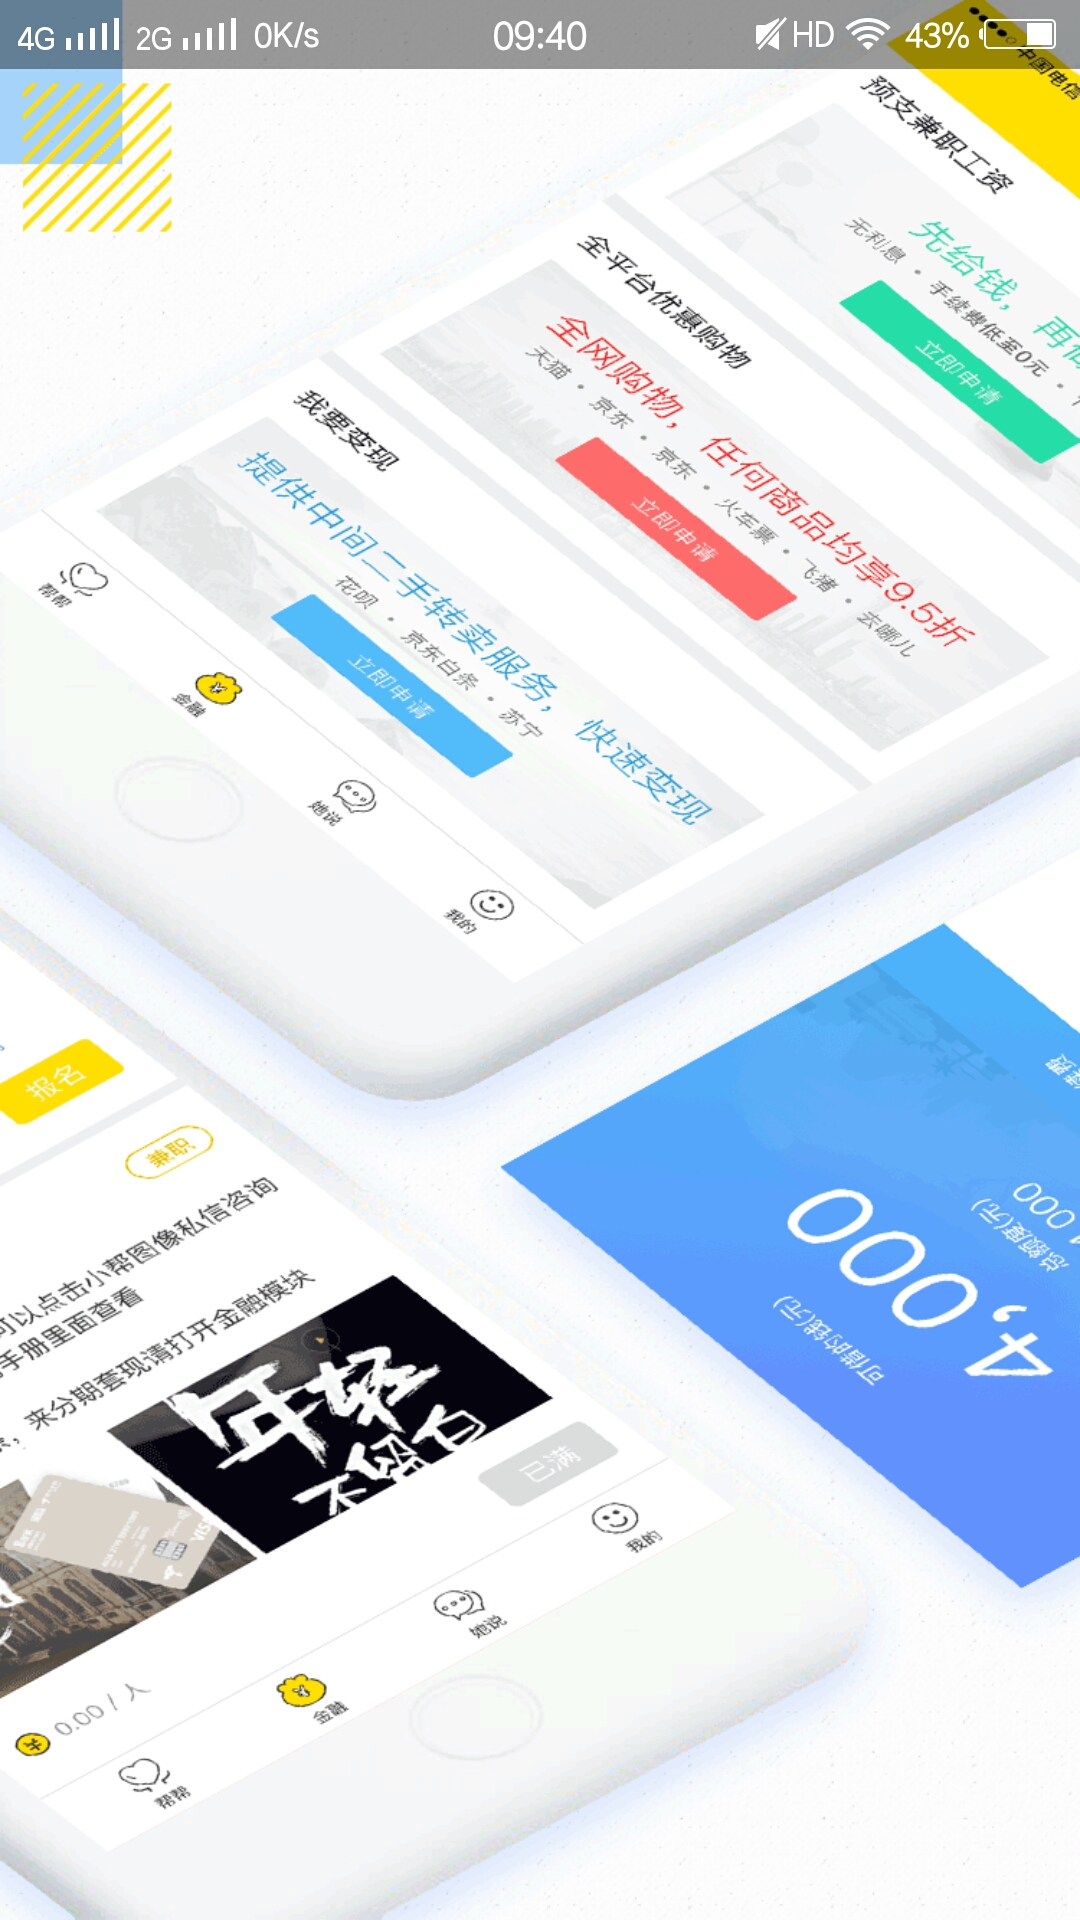 4G 2G 0K/s 09:40 HD 43%
中国电信
预支兼职工资
先给钱，再
无利息 · 手续费低至0元 ·
立即申请
全平台优惠购物
全网购物，任何商品均享9.5折
天猫 · 京东 · 京东 · 火车票 · 飞猪 · 去哪儿
立即申请
我要变现
提供中间二手转卖服务，快速变现
花呗 · 京东白条 · 苏宁
立即申请
帮帮
金融
她说
我的
报名
兼职
可以点击小帮图像私信咨询
手册里面查看
，来分期套现请打开金融模块
年轻
不留白
已满
0.00 / 人
帮帮
金融
她说
我的
总额度(元)
000
可借的钱(元)
4,000